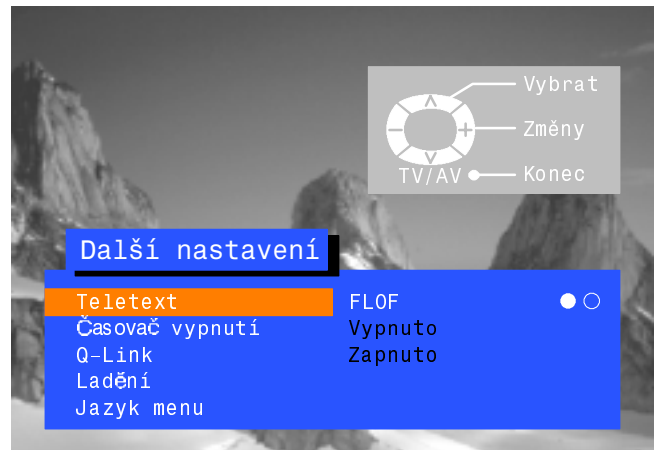 Vybrat
Změny
TV/AV Konec
Další nastavení
Teletext FLOF
Časovač vypnutí Vypnuto
Q-Link Zapnuto
Ladění
Jazyk menu